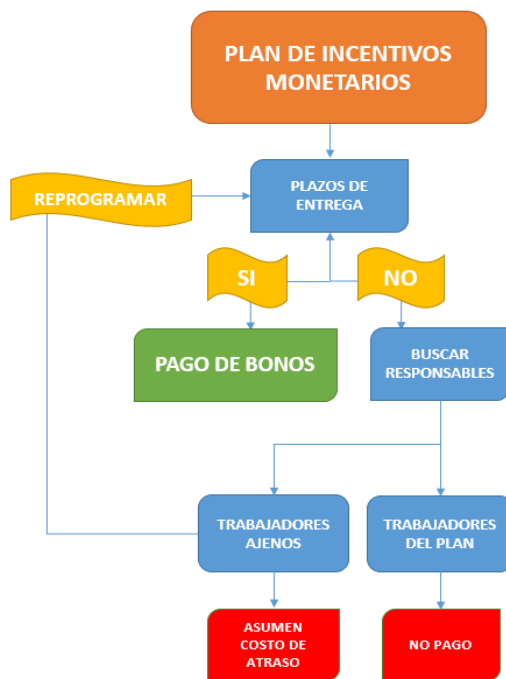 PLAN DE INCENTIVOS
MONETARIOS
REPROGRAMAR
PLAZOS DE
ENTREGA
SI
NO
PAGO DE BONOS
BUSCAR
RESPONSABLES
TRABAJADORES
AJENOS
TRABAJADORES
DEL PLAN
ASUMEN
COSTO DE
ATRASO
NO PAGO